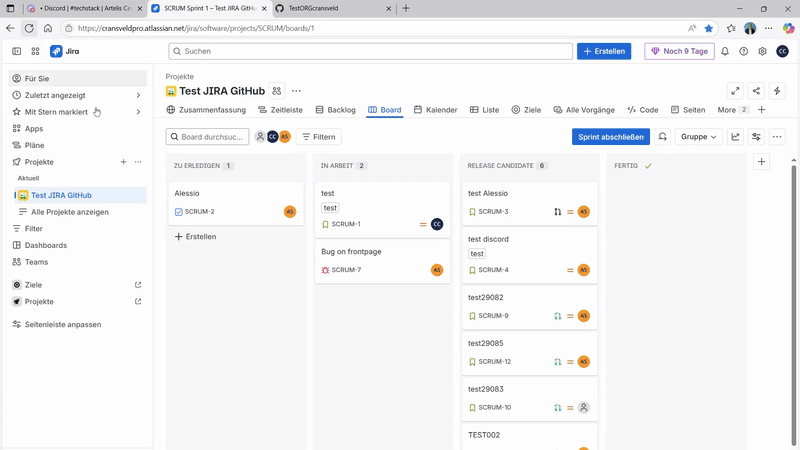 Discord | #techstack | Artelis Cen
SCRUM Sprint 1 – Test JIRA GitHub
TestORGcransveld
https://cransveldpro.atlassian.net/jira/software/projects/SCRUM/boards/1
Jira
Suchen
Erstellen
Noch 9 Tage
CC
Für Sie
Zuletzt angezeigt
Mit Stern markiert
Apps
Pläne
Projekte
Aktuell
Test JIRA GitHub
Alle Projekte anzeigen
Filter
Dashboards
Teams
Ziele
Projekte
Seitenleiste anpassen
Projekte
Test JIRA GitHub
Zusammenfassung
Zeitleiste
Backlog
Board
Kalender
Liste
Ziele
Alle Vorgänge
Code
Seiten
More 2
Board durchsuc...
CC
AS
Filtern
Sprint abschließen
Gruppe
ZU ERLEDIGEN 1
Alessio
SCRUM-2
AS
Erstellen
IN ARBEIT 2
test
test
SCRUM-1
CC
Bug on frontpage
SCRUM-7
AS
RELEASE CANDIDATE 6
test Alessio
SCRUM-3
AS
test discord
test
SCRUM-4
AS
test29082
SCRUM-9
AS
test29085
SCRUM-12
AS
test29083
SCRUM-10
TEST002
FERTIG